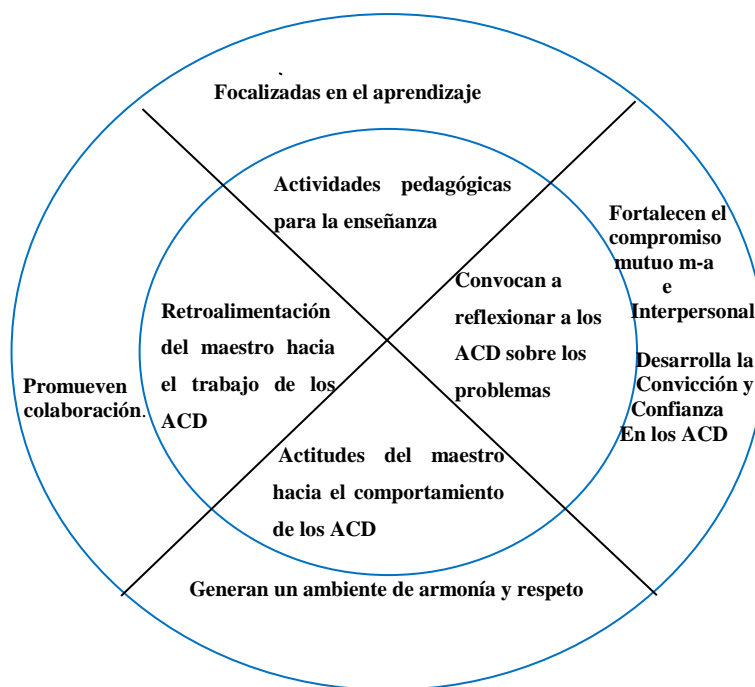 Focalizadas en el aprendizaje
Actividades pedagógicas
para la enseñanza
Fortalecen el
compromiso
mutuo m-a
e
Interpersonal
Convocan a
reflexionar a los
ACD sobre los
problemas
Retroalimentación
del maestro hacia
el trabajo de los
ACD
Promueven
colaboración.
Desarrolla la
Convicción y
Confianza
En los ACD
Actitudes del maestro
hacia el comportamiento
de los ACD
Generan un ambiente de armonía y respeto